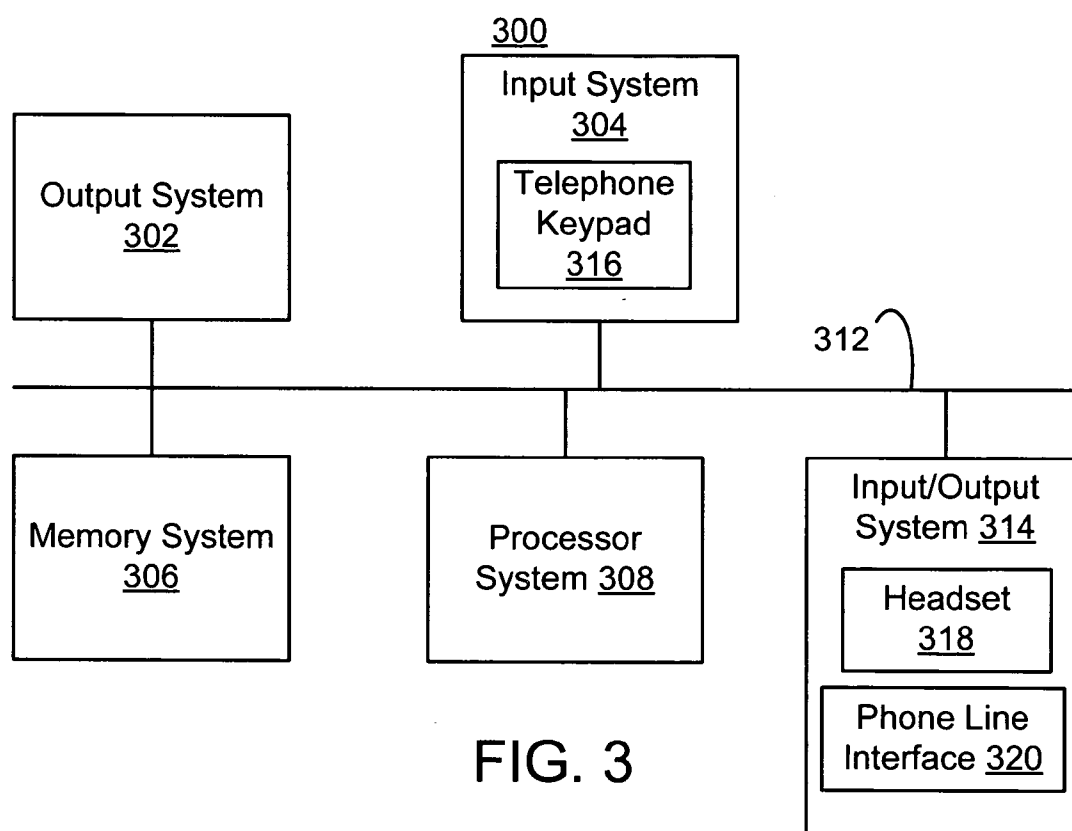 300
Input System
304
Telephone
Keypad
316
Output System
302
312
Memory System
306
Processor
System 308
Input/Output
System 314
Headset
318
Phone Line
Interface 320
FIG. 3